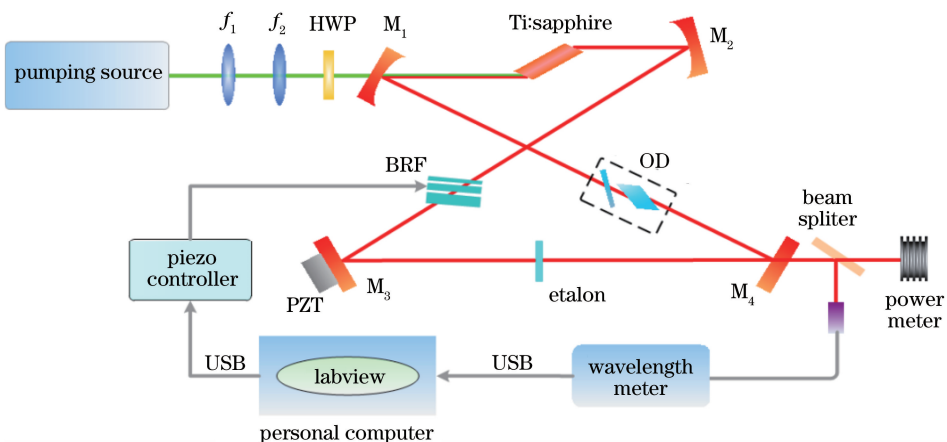 f1
f2
HWP
M1
Ti:sapphire
M2
pumping source
BRF
OD
beam
spliter
piezo
controller
PZT
M3
etalon
M4
power
meter
USB
labview
USB
wavelength
meter
personal computer